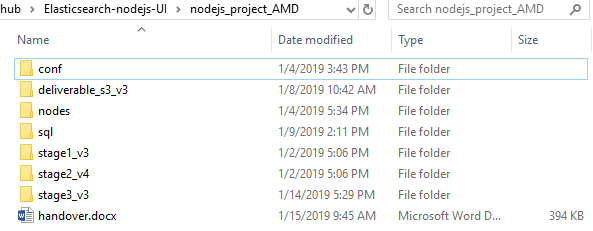 hub › Elasticsearch-nodejs-UI › nodejs_project_AMD Search nodejs_project_AMD
Name Date modified Type Size
conf 1/4/2019 3:43 PM File folder
deliverable_s3_v3 1/8/2019 10:42 AM File folder
nodes 1/4/2019 5:34 PM File folder
sql 1/9/2019 2:11 PM File folder
stage1_v3 1/2/2019 5:06 PM File folder
stage2_v4 1/2/2019 5:06 PM File folder
stage3_v3 1/14/2019 5:29 PM File folder
handover.docx 1/15/2019 9:45 AM Microsoft Word D... 394 KB